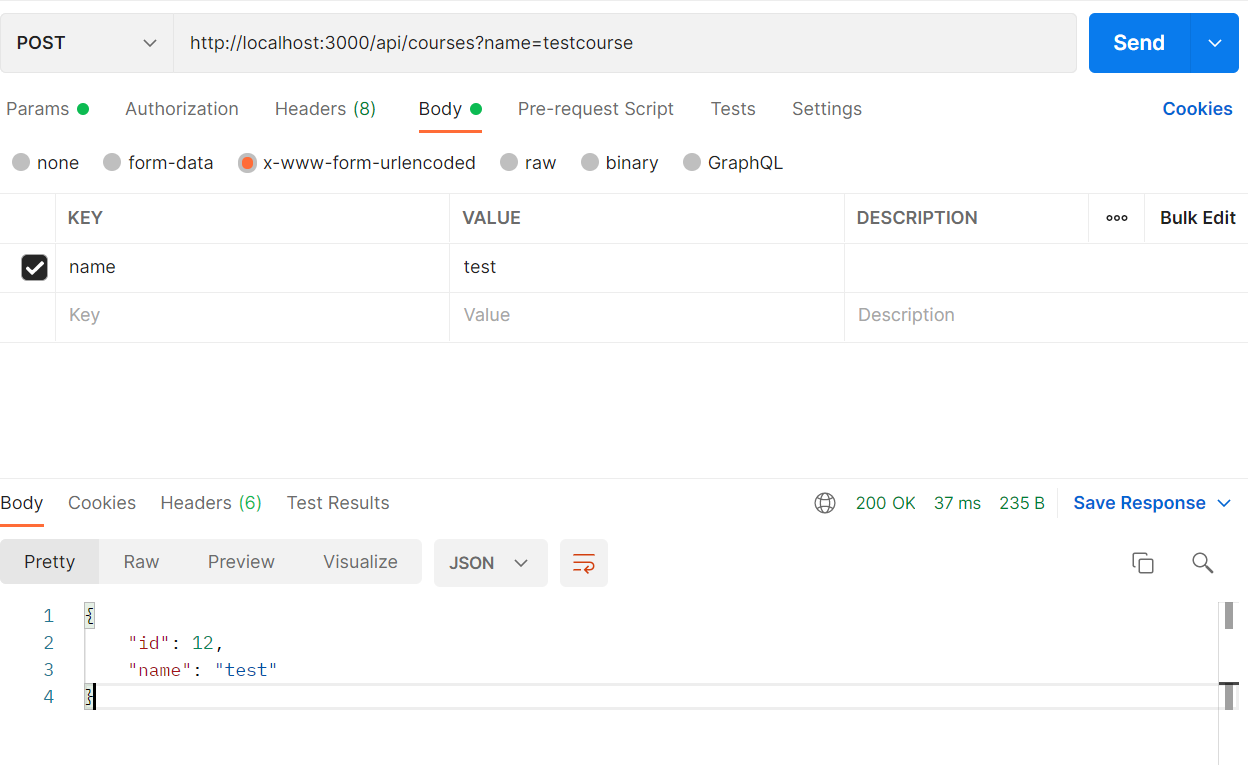 POST http://localhost:3000/api/courses?name=testcourse Send
Params Authorization Headers (8) Body Pre-request Script Tests Settings Cookies
none form-data x-www-form-urlencoded raw binary GraphQL
KEY VALUE DESCRIPTION ooo Bulk Edit
name test
Key Value Description
Body Cookies Headers (6) Test Results 200 OK 37 ms 235 B Save Response
Pretty Raw Preview Visualize JSON
1 {
2 "id": 12,
3 "name": "test"
4 }